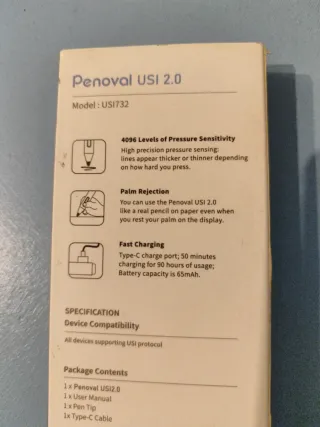 Penoval USI 2.0
Model : USI732
4096 Levels of Pressure Sensitivity
High precision pressure sensing:
lines appear thicker or thinner depending
on how hard you press.
Palm Rejection
You can use the Penoval USI 2.0
like a real pencil on paper even when
you rest your palm on the display.
Fast Charging
Type-C charge port; 50 minutes
charging for 90 hours of usage;
Battery capacity is 65mAh.
SPECIFICATION
Device Compatibility
All devices supporting USI protocol
Package Contents
1 x Penoval USI2.0
1 x User Manual
1 x Pen Tip
1x Type-C Cable